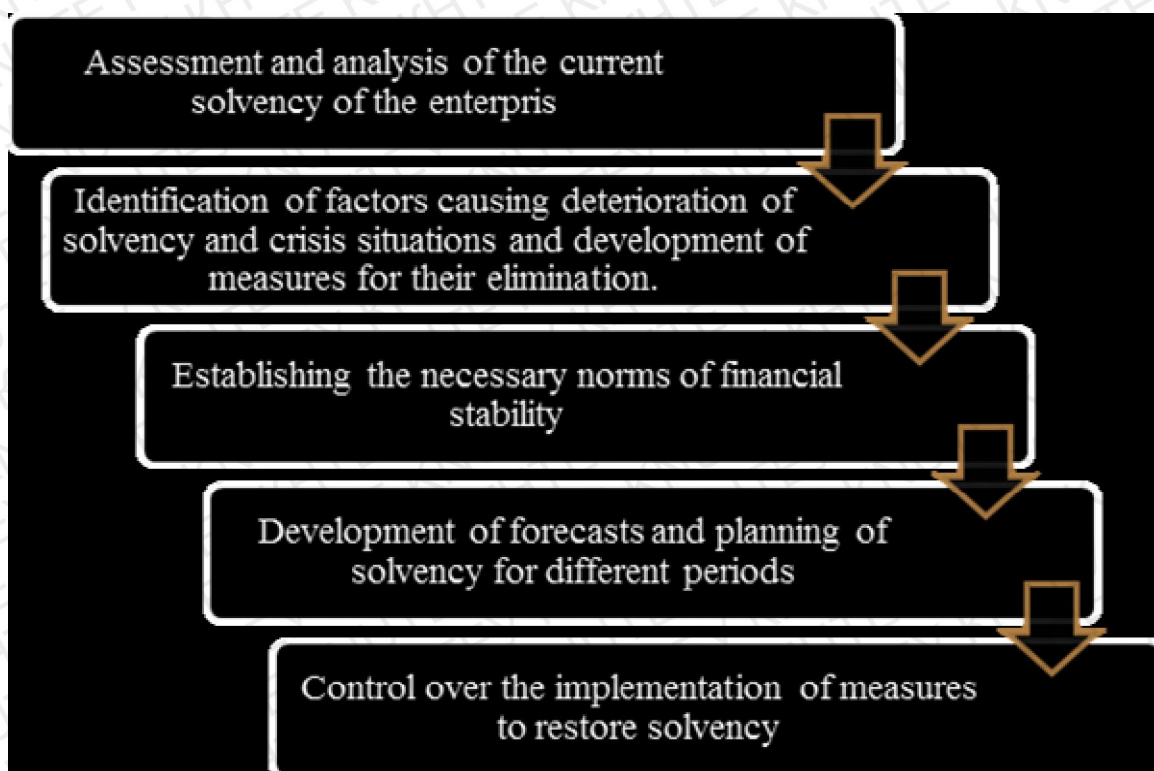 Assessment and analysis of the current
solvency of the enterpris
Identification of factors causing deterioration of
solvency and crisis situations and development of
measures for their elimination.
Establishing the necessary norms of financial
stability
Development of forecasts and planning of
solvency for different periods
Control over the implementation of measures
to restore solvency